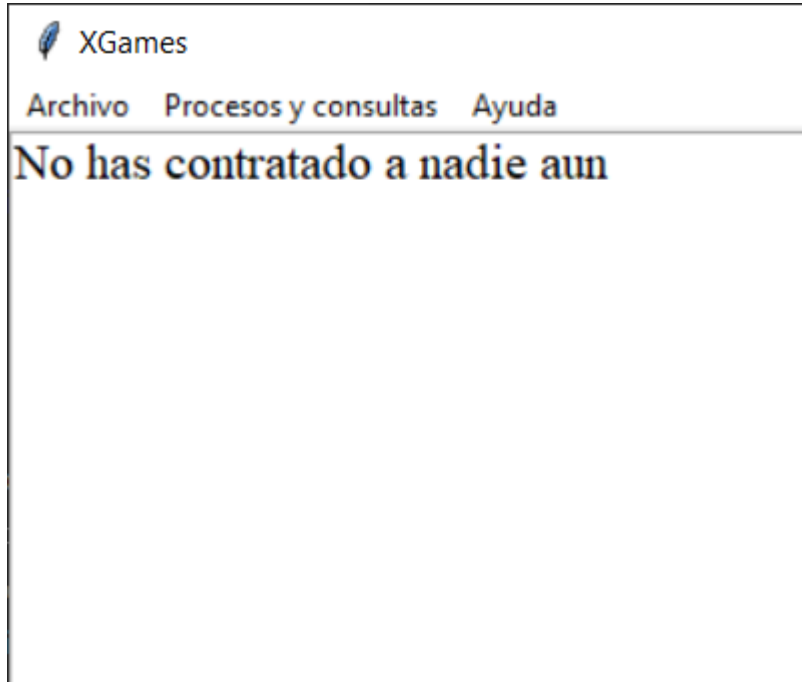 XGames
Archivo Procesos y consultas Ayuda
No has contratado a nadie aun